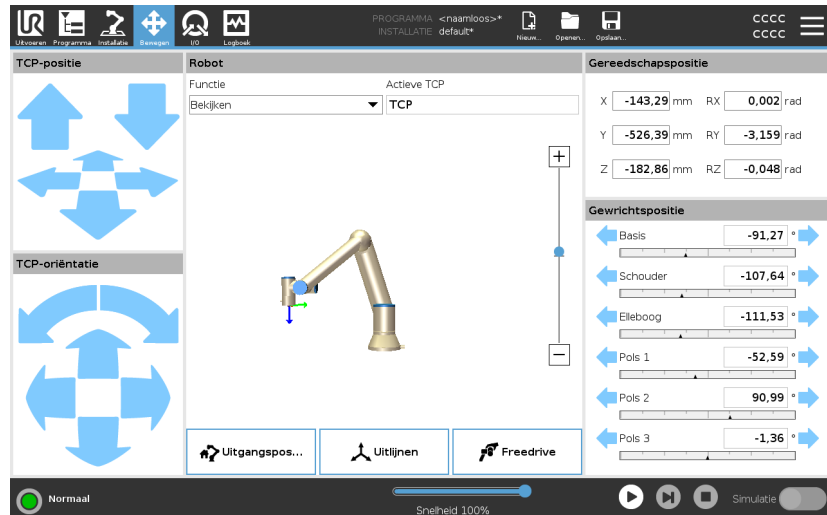 UR
PROGRAMMA <naamloos>*
INSTALLATIE default*
CCCC
CCCC
Uitvoeren Programma Installatie Bewegen I/O Logboek Nieuw... Openen... Opslaan...
TCP-positie
Robot
Functie Actieve TCP
Bekijken TCP
Gereedschapspositie
X -143,29 mm RX 0,002 rad
Y -526,39 mm RY -3,159 rad
Z -182,86 mm RZ -0,048 rad
Gewrichtspositie
Basis -91,27 °
Schouder -107,64 °
Elleboog -111,53 °
Pols 1 -52,59 °
Pols 2 90,99 °
Pols 3 -1,36 °
TCP-oriëntatie
Uitgangspos... Uitlijnen Freedrive
Normaal
Snelheid 100%
Simulatie